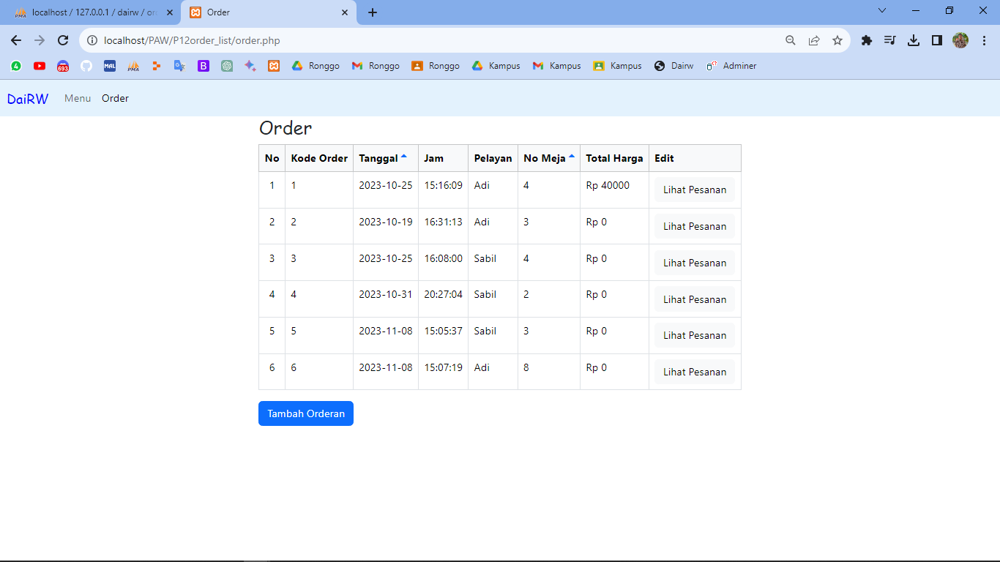 localhost / 127.0.0.1 / dairw / or
Order
localhost/PAW/P12order_list/order.php
4
693
MAL
PMA
B
Ronggo
Ronggo
Ronggo
Kampus
Kampus
Kampus
Dairw
Adminer
DaiRW Menu Order
Order
No Kode Order Tanggal Jam Pelayan No Meja Total Harga Edit
1 1 2023-10-25 15:16:09 Adi 4 Rp 40000 Lihat Pesanan
2 2 2023-10-19 16:31:13 Adi 3 Rp 0 Lihat Pesanan
3 3 2023-10-25 16:08:00 Sabil 4 Rp 0 Lihat Pesanan
4 4 2023-10-31 20:27:04 Sabil 2 Rp 0 Lihat Pesanan
5 5 2023-11-08 15:05:37 Sabil 3 Rp 0 Lihat Pesanan
6 6 2023-11-08 15:07:19 Adi 8 Rp 0 Lihat Pesanan
Tambah Orderan